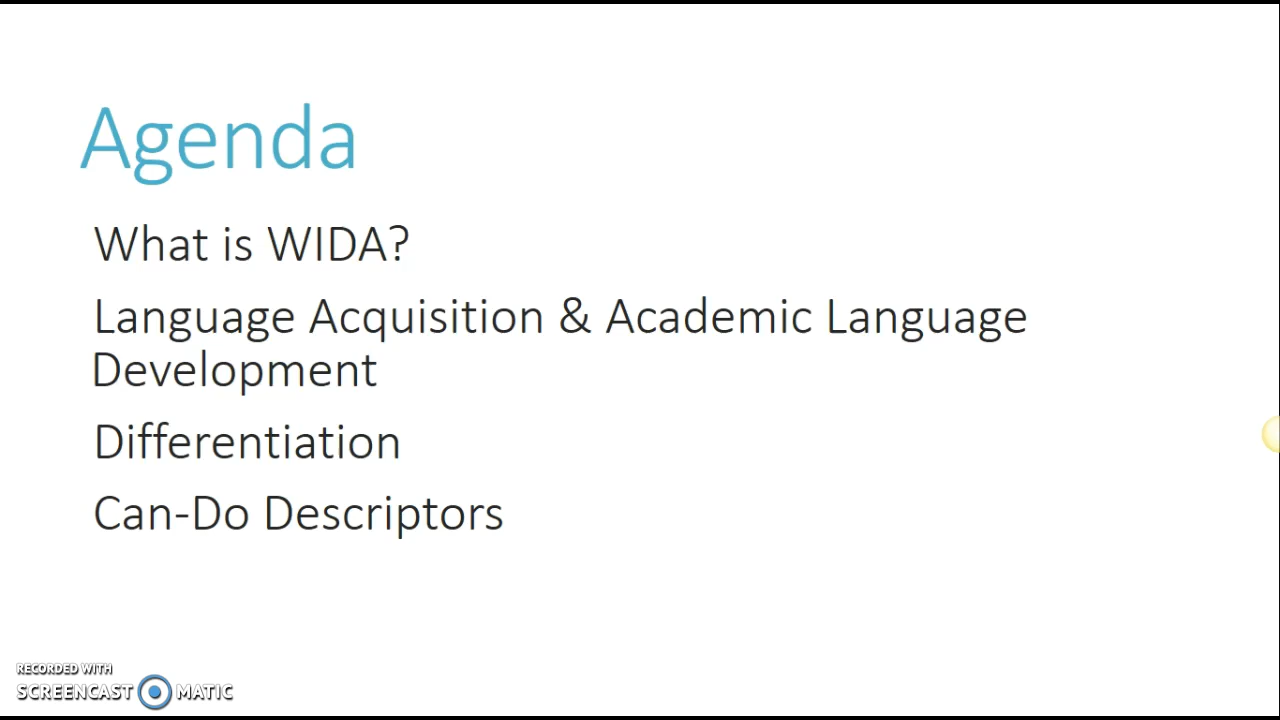 Agenda
What is WIDA?
Language Acquisition & Academic Language
Development
Differentiation
Can-Do Descriptors
RECORDED WITH
SCREENCAST MATIC